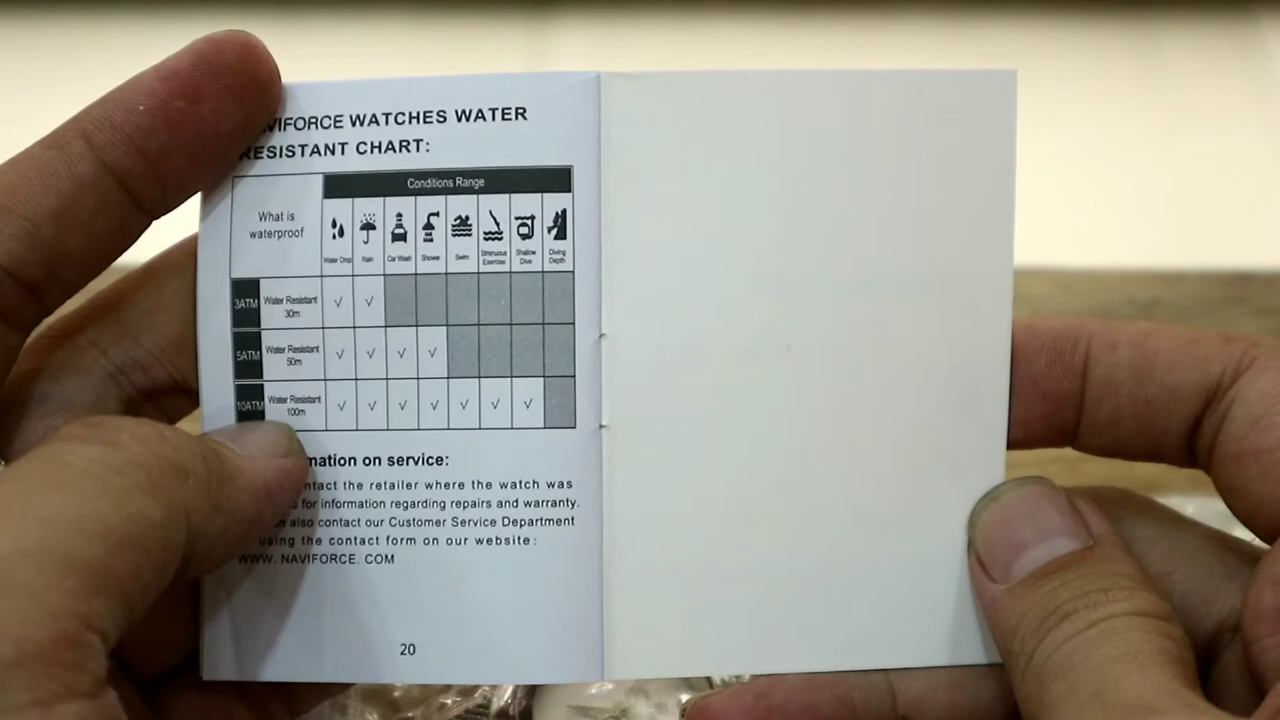 VIFORCE WATCHES WATER
RESISTANT CHART:
What is waterproof
Conditions Range
Water Drop Rain Car Wash Shower Swim Strinuous Exercise Shallow Dive Diving Depth
3ATM Water Resistant 30m √ √
5ATM Water Resistant 50m √ √ √ √
10ATM Water Resistant 100m √ √ √ √ √ √ √
mation on service:
ntact the retailer where the watch was
for information regarding repairs and warranty.
also contact our Customer Service Department
using the contact form on our website:
WWW. NAVIFORCE. COM
20